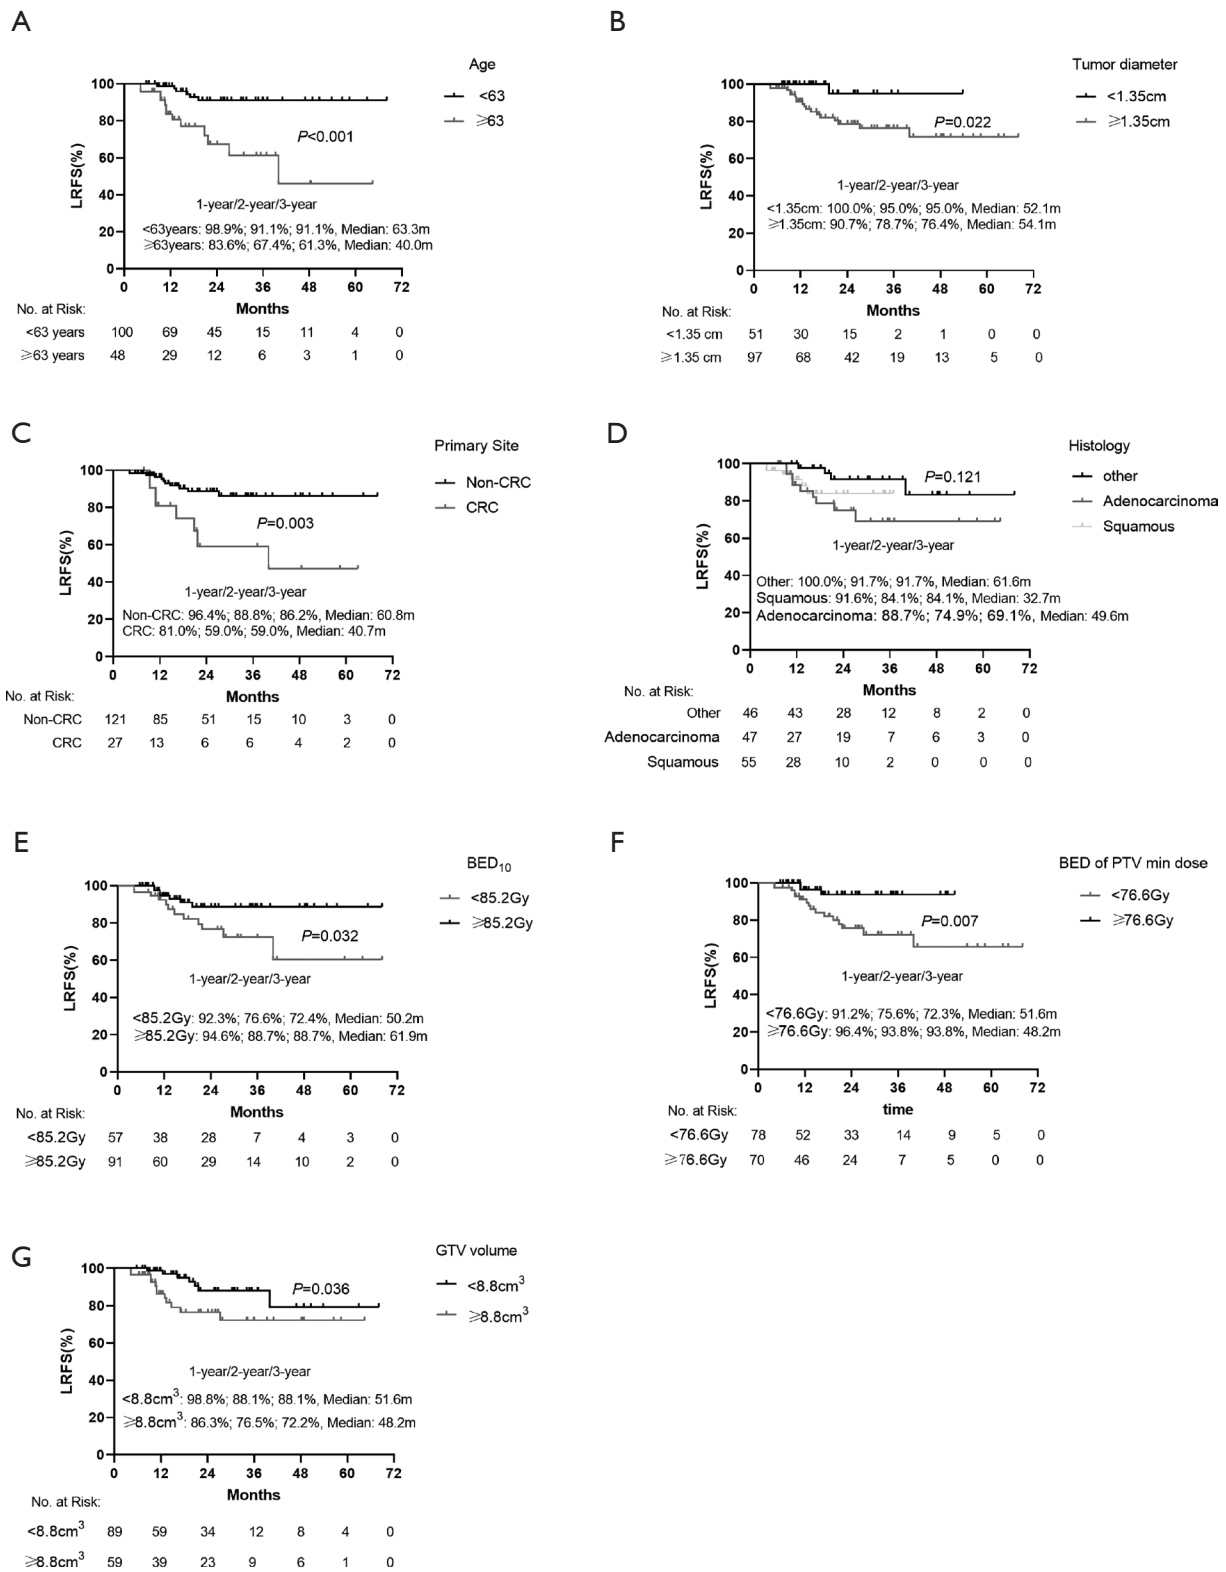 A
Age
<63
≥63
LRFS(%)
100
80
60
40
20
0
P<0.001
1-year/2-year/3-year
<63years: 98.9%; 91.1%; 91.1%, Median: 63.3m
≥63years: 83.6%; 67.4%; 61.3%, Median: 40.0m
0 12 24 36 48 60 72
No. at Risk: Months
<63 years 100 69 45 15 11 4 0
≥63 years 48 29 12 6 3 1 0
B
Tumor diameter
<1.35cm
≥1.35cm
LRFS(%)
100
80
60
40
20
0
P=0.022
1-year/2-year/3-year
<1.35cm: 100.0%; 95.0%; 95.0%, Median: 52.1m
≥1.35cm: 90.7%; 78.7%; 76.4%, Median: 54.1m
0 12 24 36 48 60 72
No. at Risk: Months
<1.35 cm 51 30 15 2 1 0 0
≥1.35 cm 97 68 42 19 13 5 0
C
Primary Site
Non-CRC
CRC
LRFS(%)
100
80
60
40
20
0
P=0.003
1-year/2-year/3-year
Non-CRC: 96.4%; 88.8%; 86.2%, Median: 60.8m
CRC: 81.0%; 59.0%; 59.0%, Median: 40.7m
0 12 24 36 48 60 72
No. at Risk: Months
Non-CRC 121 85 51 15 10 3 0
CRC 27 13 6 6 4 2 0
D
Histology
other
Adenocarcinoma
Squamous
LRFS(%)
100
80
60
40
20
0
P=0.121
1-year/2-year/3-year
Other: 100.0%; 91.7%; 91.7%, Median: 61.6m
Squamous: 91.6%; 84.1%; 84.1%, Median: 32.7m
Adenocarcinoma: 88.7%; 74.9%; 69.1%, Median: 49.6m
0 12 24 36 48 60 72
No. at Risk: Months
Other 46 43 28 12 8 2 0
Adenocarcinoma 47 27 19 7 6 3 0
Squamous 55 28 10 2 0 0 0
E
BED10
<85.2Gy
≥85.2Gy
LRFS(%)
100
80
60
40
20
0
P=0.032
1-year/2-year/3-year
<85.2Gy: 92.3%; 76.6%; 72.4%, Median: 50.2m
≥85.2Gy: 94.6%; 88.7%; 88.7%, Median: 61.9m
0 12 24 36 48 60 72
No. at Risk: Months
<85.2Gy 57 38 28 7 4 3 0
≥85.2Gy 91 60 29 14 10 2 0
F
BED of PTV min dose
<76.6Gy
≥76.6Gy
LRFS(%)
100
80
60
40
20
0
P=0.007
1-year/2-year/3-year
<76.6Gy: 91.2%; 75.6%; 72.3%, Median: 51.6m
≥76.6Gy: 96.4%; 93.8%; 93.8%, Median: 48.2m
0 12 24 36 48 60 72
No. at Risk: time
<76.6Gy 78 52 33 14 9 5 0
≥76.6Gy 70 46 24 7 5 0 0
G
GTV volume
<8.8cm³
≥8.8cm³
LRFS(%)
100
80
60
40
20
0
P=0.036
1-year/2-year/3-year
<8.8cm³: 98.8%; 88.1%; 88.1%, Median: 51.6m
≥8.8cm³: 86.3%; 76.5%; 72.2%, Median: 48.2m
0 12 24 36 48 60 72
No. at Risk: Months
<8.8cm³ 89 59 34 12 8 4 0
≥8.8cm³ 59 39 23 9 6 1 0